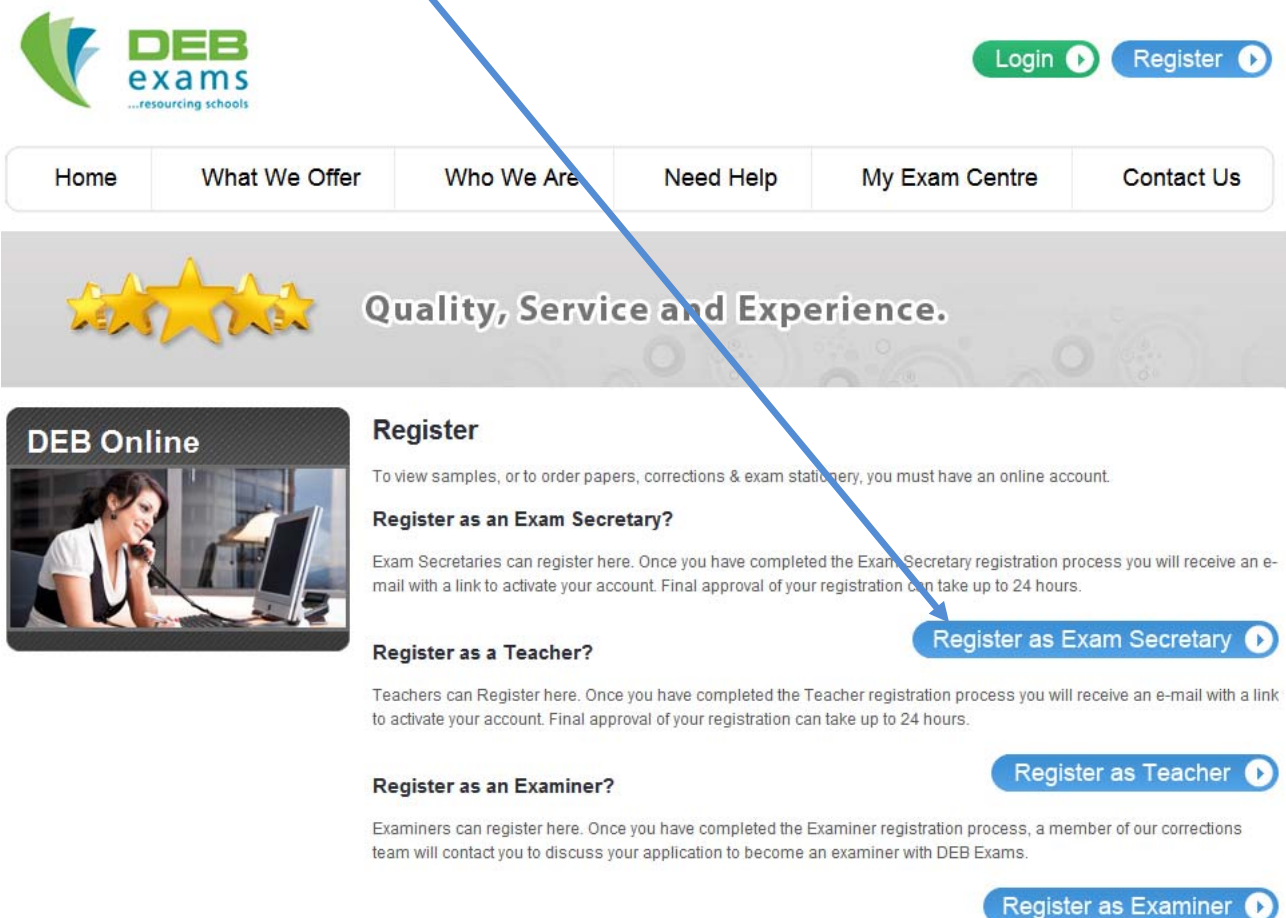 DEB
exams
...resourcing schools
Login
Register
Home
What We Offer
Who We Are
Need Help
My Exam Centre
Contact Us
Quality, Service and Experience.
DEB Online
Register
To view samples, or to order papers, corrections & exam stationery, you must have an online account.
Register as an Exam Secretary?
Exam Secretaries can register here. Once you have completed the Exam Secretary registration process you will receive an e-
mail with a link to activate your account. Final approval of your registration can take up to 24 hours.
Register as Exam Secretary
Register as a Teacher?
Teachers can Register here. Once you have completed the Teacher registration process you will receive an e-mail with a link
to activate your account. Final approval of your registration can take up to 24 hours.
Register as Teacher
Register as an Examiner?
Examiners can register here. Once you have completed the Examiner registration process, a member of our corrections
team will contact you to discuss your application to become an examiner with DEB Exams.
Register as Examiner